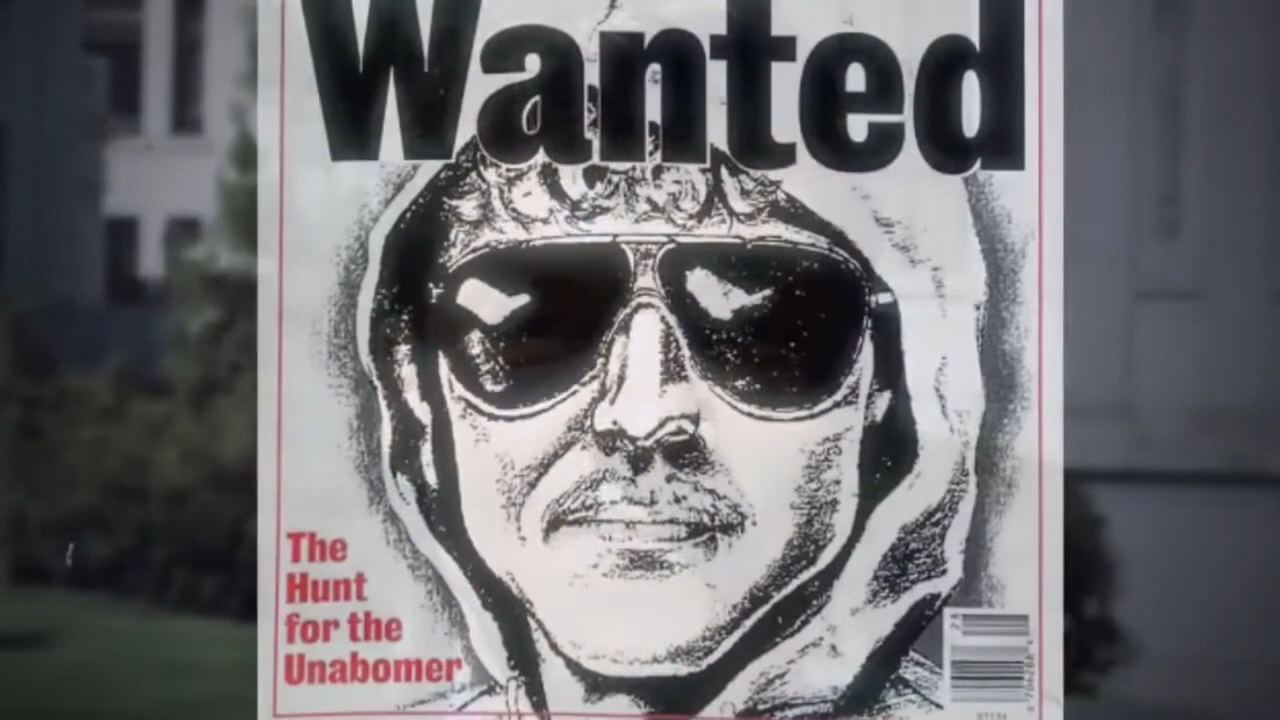 Wanted
The
Hunt
for the
Unabomer